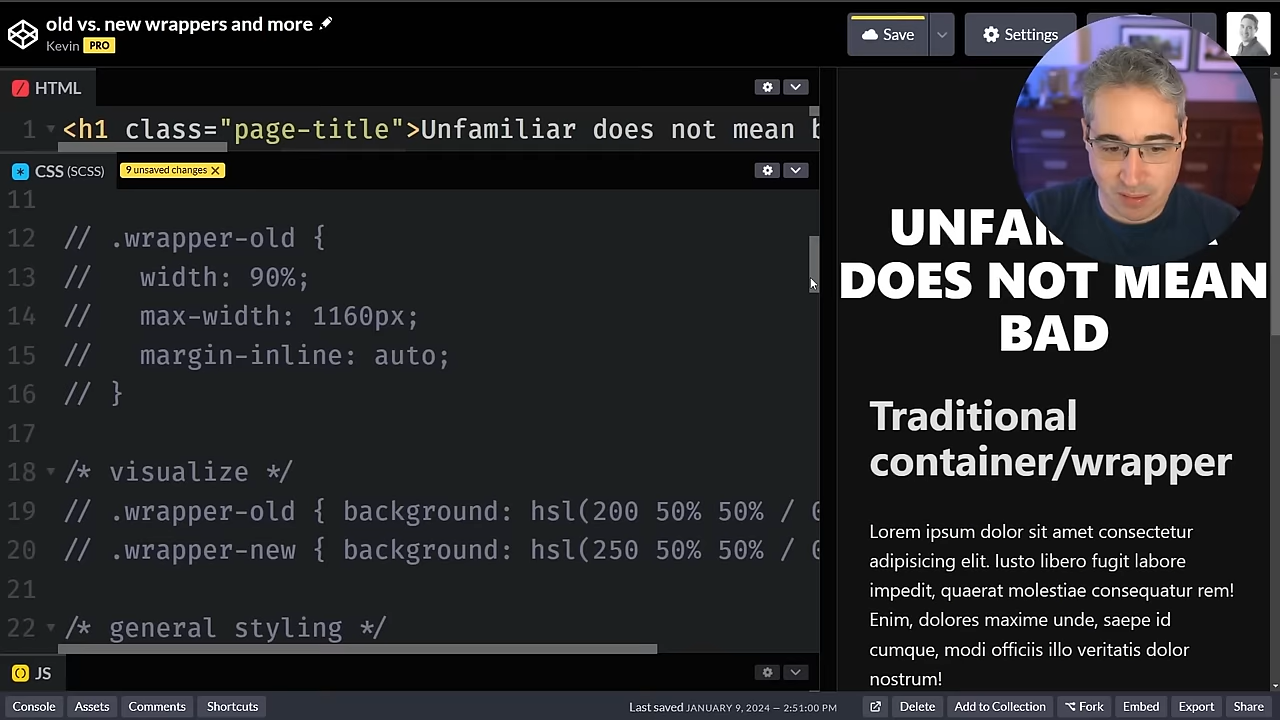 old vs. new wrappers and more
Kevin PRO
Save
Settings
HTML
1 <h1 class="page-title">Unfamiliar does not mean
CSS (SCSS) 9 unsaved changes X
11
12 // .wrapper-old {
13 // width: 90%;
14 // max-width: 1160px;
15 // margin-inline: auto;
16 // }
17
18 /* visualize */
19 // .wrapper-old { background: hsl(200 50% 50% /
20 // .wrapper-new { background: hsl(250 50% 50% /
21
22 /* general styling */
JS
DOES NOT MEAN
BAD
Traditional
container/wrapper
Lorem ipsum dolor sit amet consectetur
adipisicing elit. Iusto libero fugit labore
impedit, quaerat molestiae consequatur rem!
Enim, dolores maxime unde, saepe id
cumque, modi officiis illo veritatis dolor
nostrum!
Console Assets Comments Shortcuts Last saved JANUARY 9, 2024 — 2:51:00 PM Delete Add to Collection Fork Embed Export Share